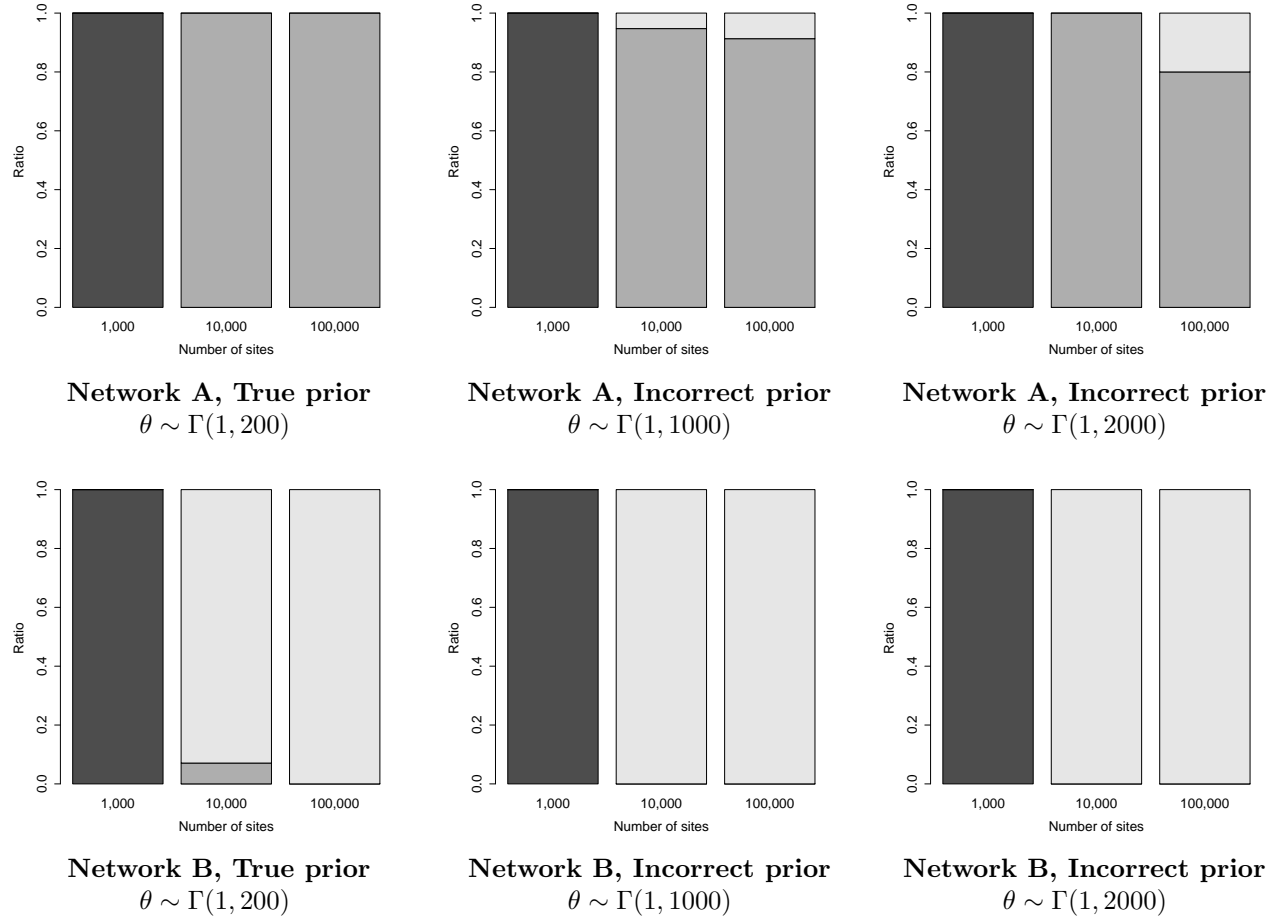 1.0
0.8
0.6
0.4
0.2
0.0
Ratio
1,000 10,000 100,000
Number of sites
Network A, True prior
θ ∼ Γ(1, 200)
1.0
0.8
0.6
0.4
0.2
0.0
Ratio
1,000 10,000 100,000
Number of sites
Network A, Incorrect prior
θ ∼ Γ(1, 1000)
1.0
0.8
0.6
0.4
0.2
0.0
Ratio
1,000 10,000 100,000
Number of sites
Network A, Incorrect prior
θ ∼ Γ(1, 2000)
1.0
0.8
0.6
0.4
0.2
0.0
Ratio
1,000 10,000 100,000
Number of sites
Network B, True prior
θ ∼ Γ(1, 200)
1.0
0.8
0.6
0.4
0.2
0.0
Ratio
1,000 10,000 100,000
Number of sites
Network B, Incorrect prior
θ ∼ Γ(1, 1000)
1.0
0.8
0.6
0.4
0.2
0.0
Ratio
1,000 10,000 100,000
Number of sites
Network B, Incorrect prior
θ ∼ Γ(1, 2000)